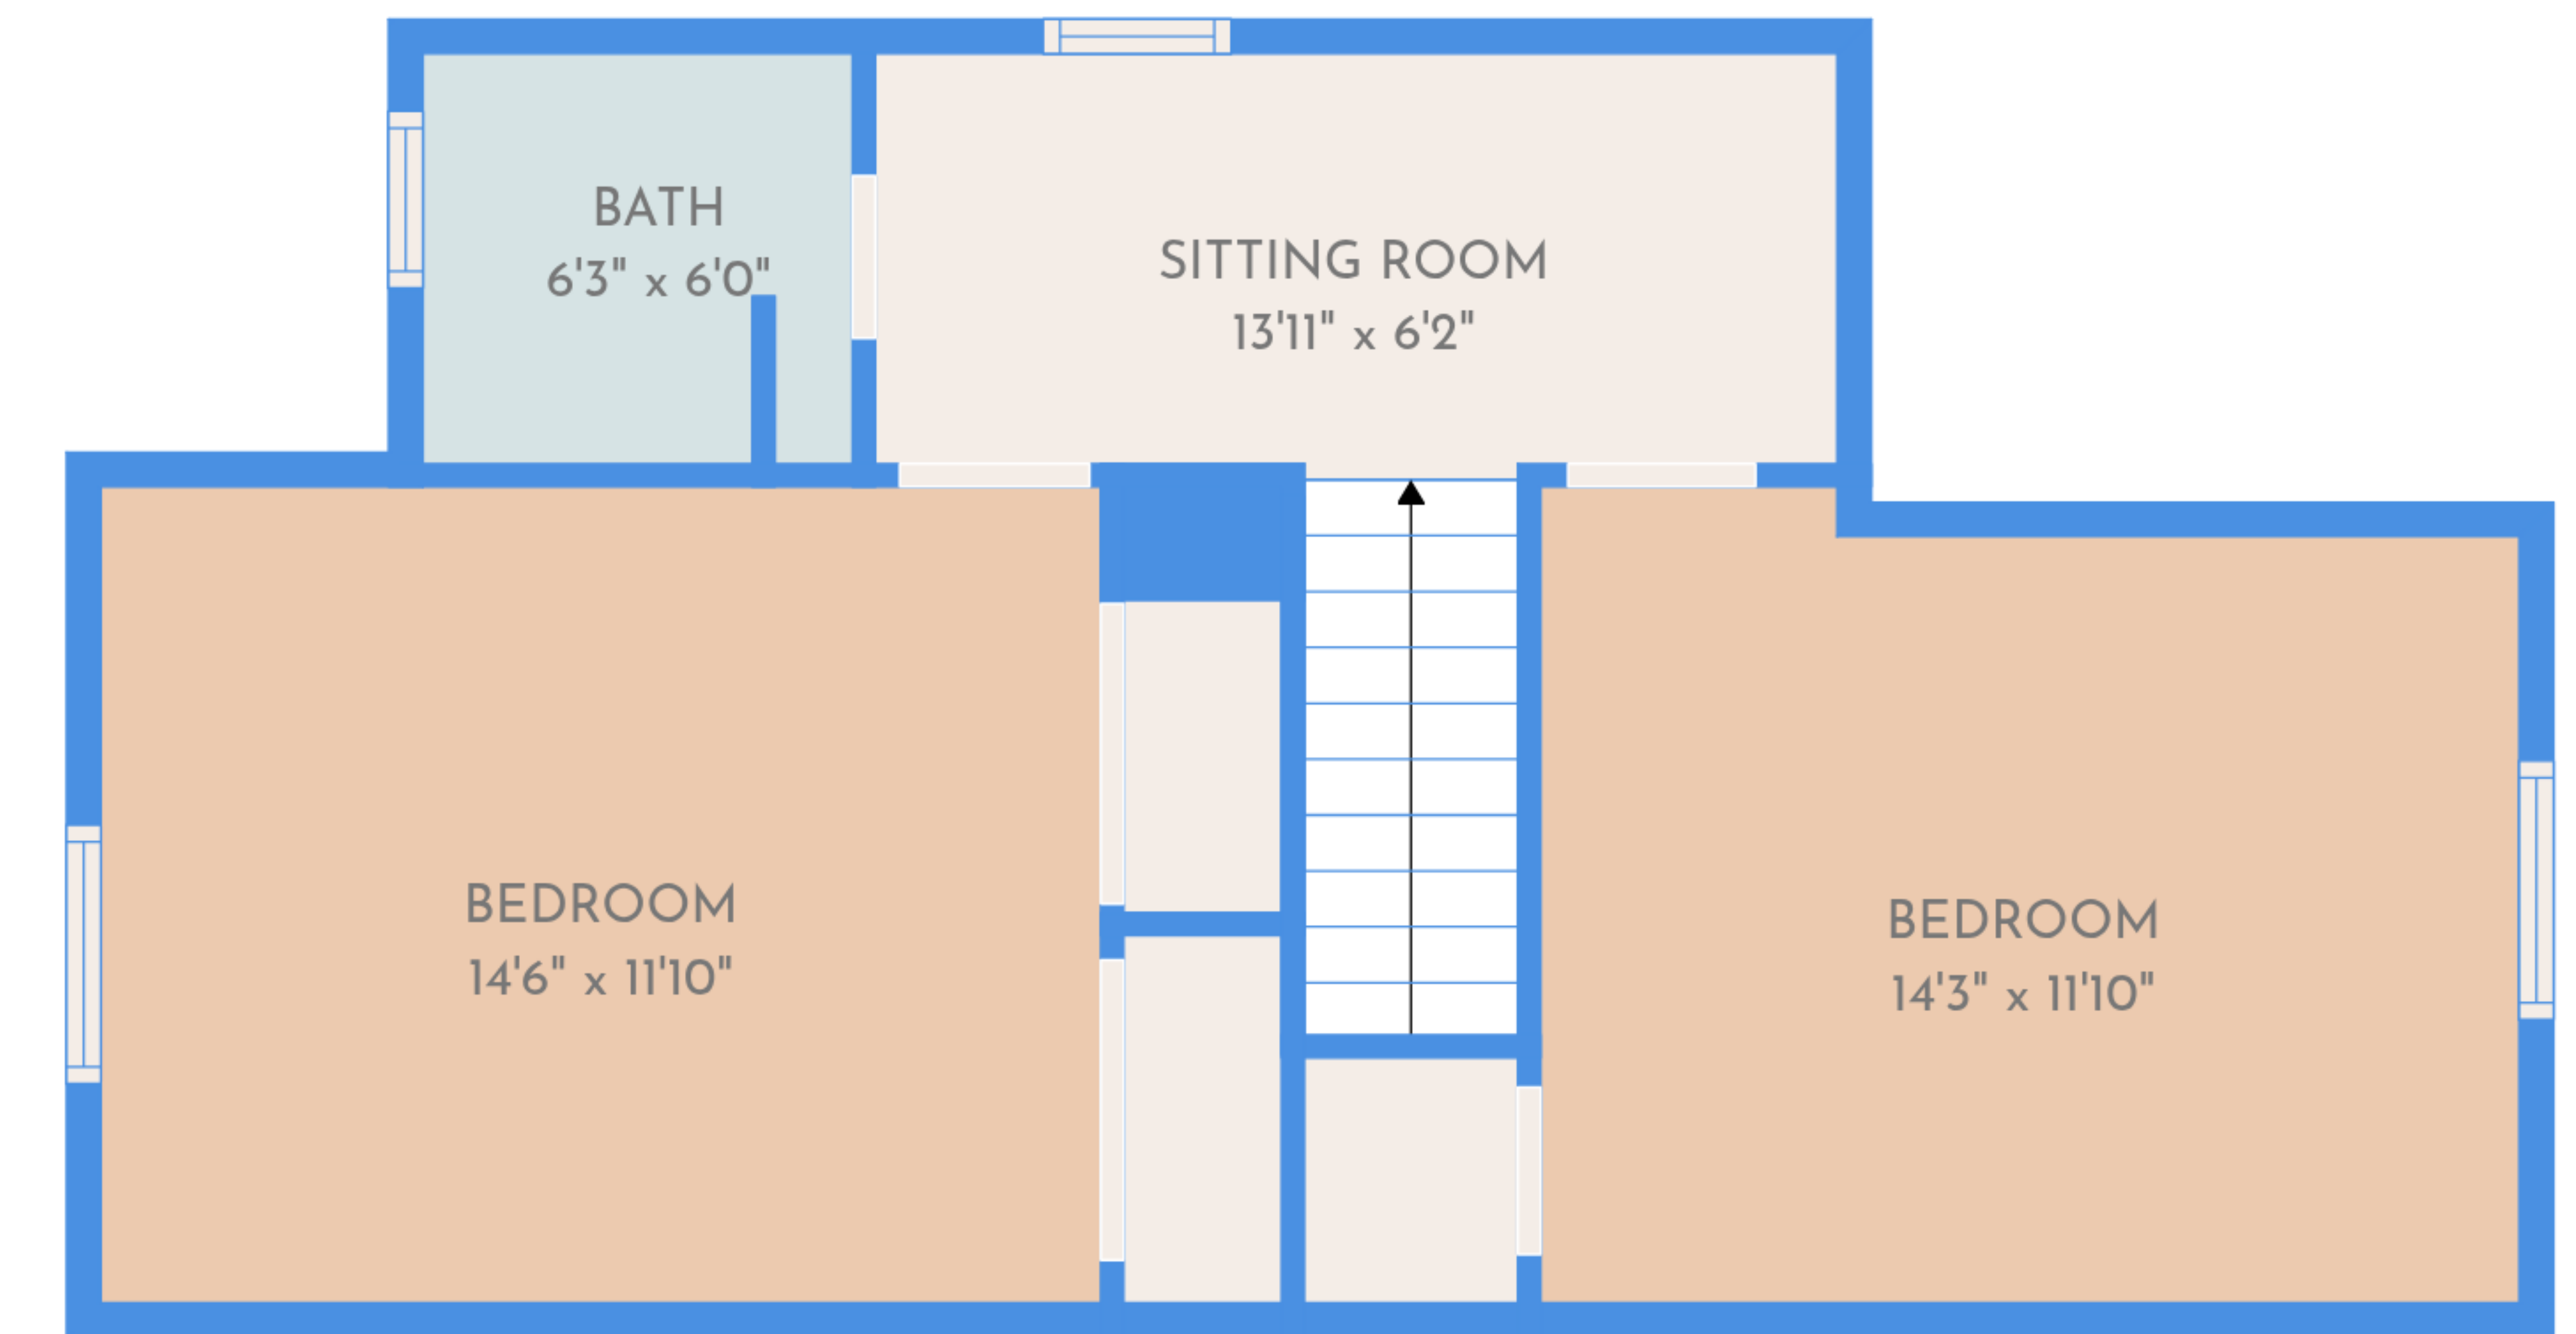 BATH
6'3" x 6'0"
SITTING ROOM
13'11" x 6'2"
BEDROOM
14'6" x 11'10"
BEDROOM
14'3" x 11'10"